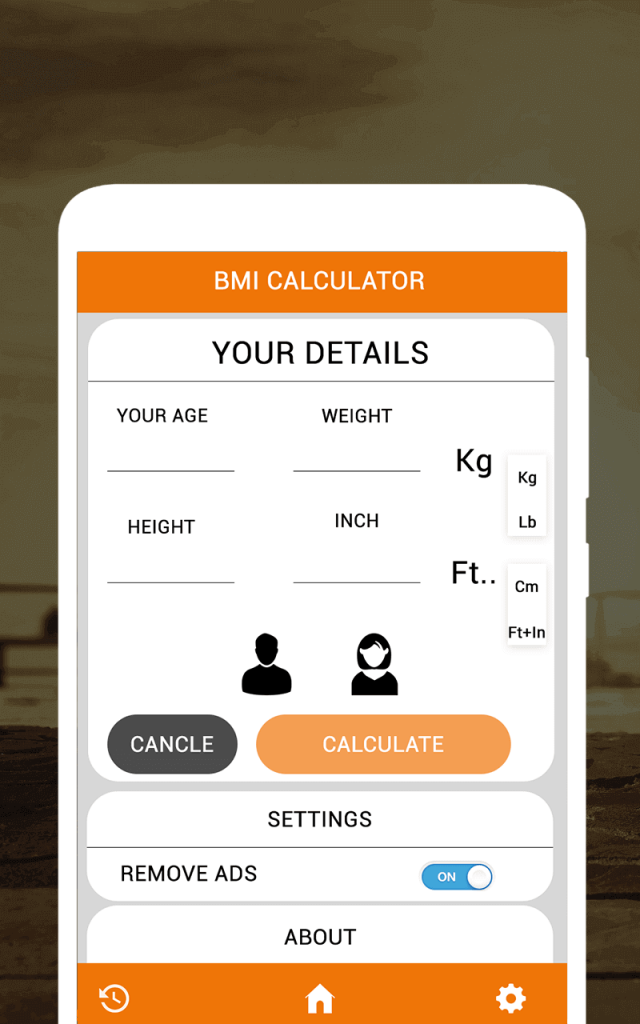 BMI CALCULATOR
YOUR DETAILS
YOUR AGE
WEIGHT
Kg
Kg
Lb
HEIGHT
INCH
Ft..
Cm
Ft+In
CANCLE
CALCULATE
SETTINGS
REMOVE ADS
ON
ABOUT